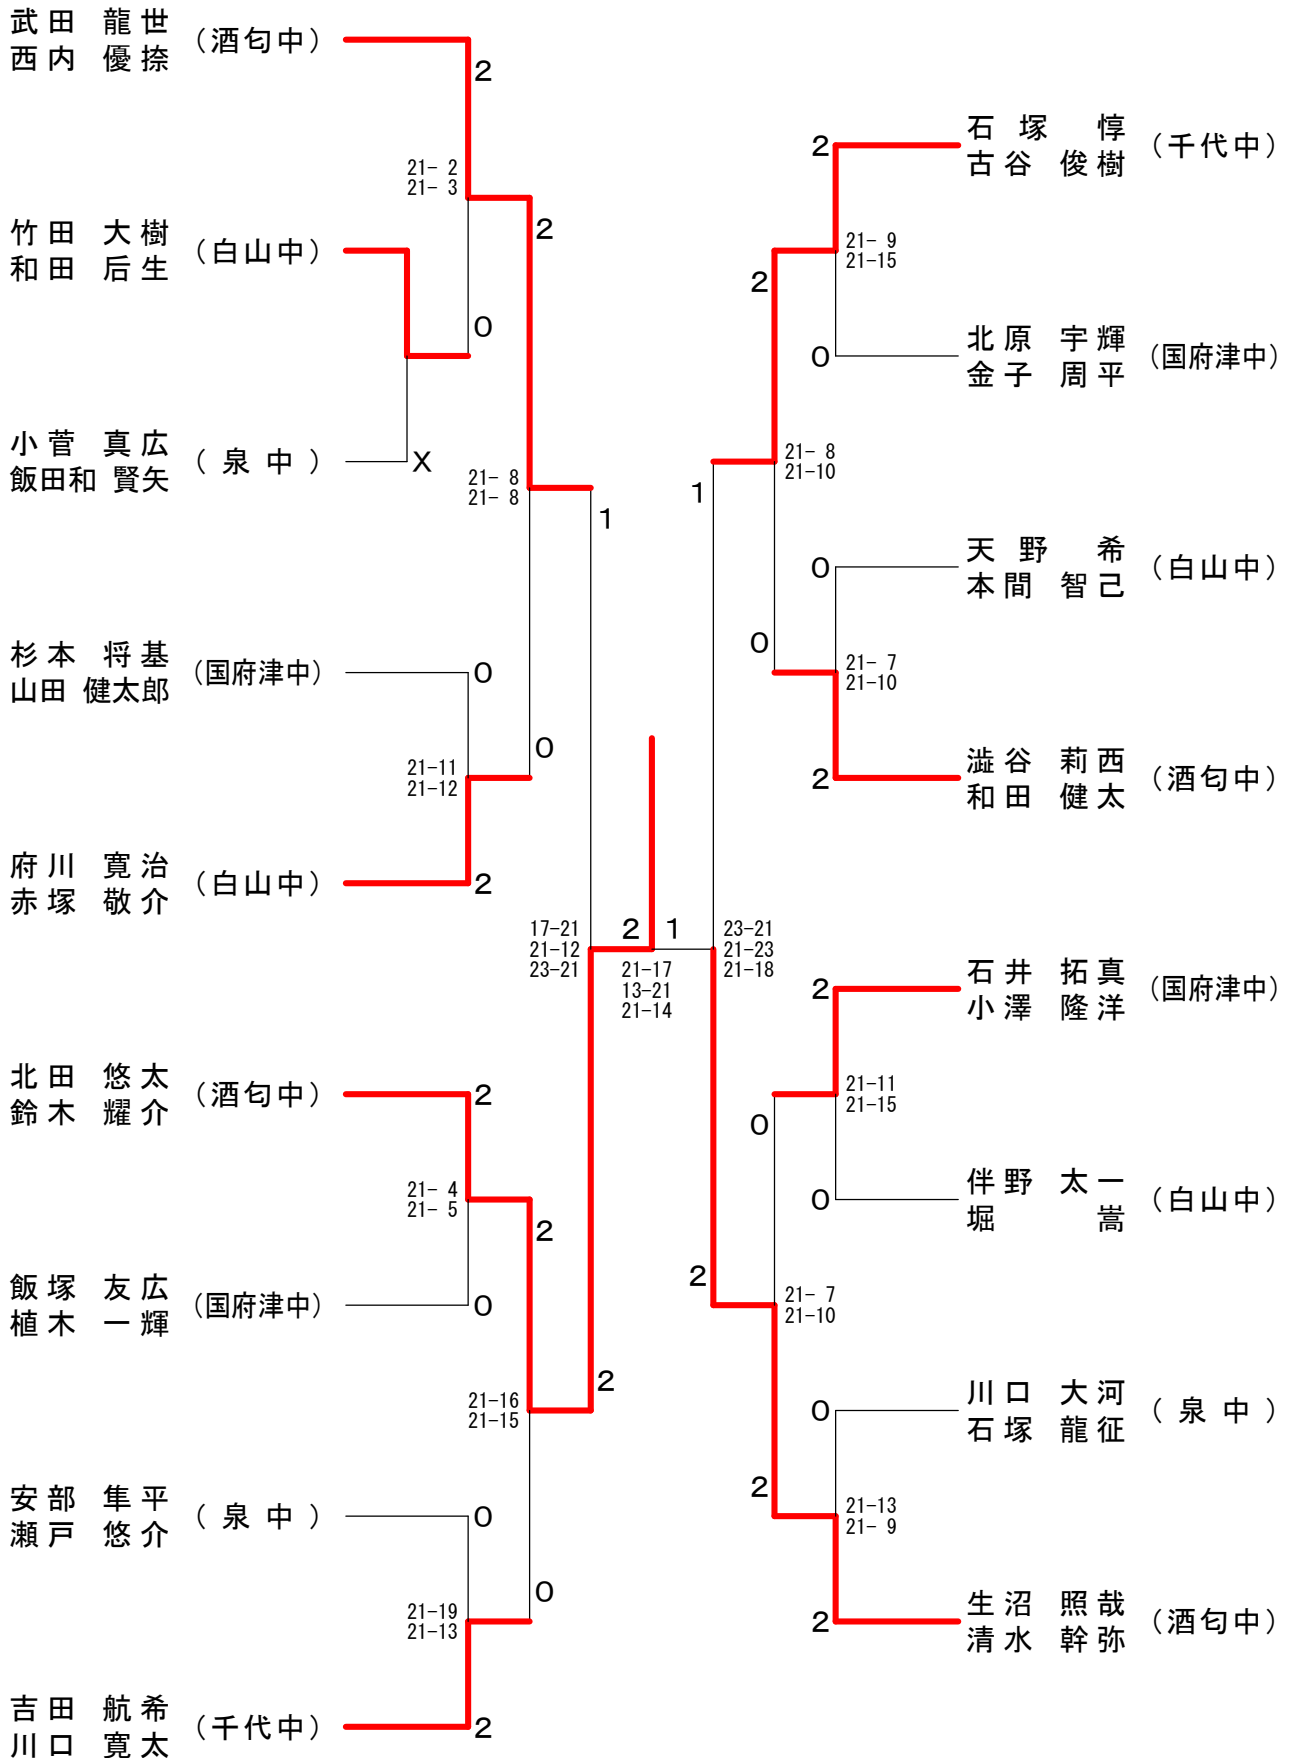 武田 龍世
西内 優捺
(酒匂中)
2
21- 2
21- 3
竹田 大樹
和田 后生
(白山中)
0
2
小菅 真広
飯田和 賢矢
(泉中)
X
21- 8
21- 8
1
杉本 将基
山田 健太郎
(国府津中)
0
21-11
21-12
0
府川 寛治
赤塚 敬介
(白山中)
2
17-21
21-12
23-21
2
1
21-17
13-21
21-14
北田 悠太
鈴木 耀介
(酒匂中)
2
21- 4
21- 5
2
飯塚 友広
植木 一輝
(国府津中)
0
21-16
21-15
2
安部 隼平
瀬戸 悠介
(泉中)
0
21-19
21-13
0
吉田 航希
川口 寛太
(千代中)
2
2
石塚 惇
古谷 俊樹
(千代中)
21- 9
21-15
2
0
北原 宇輝
金子 周平
(国府津中)
21- 8
21-10
1
0
天野 希
本間 智己
(白山中)
0
21- 7
21-10
2
澁谷 莉西
和田 健太
(酒匂中)
23-21
21-23
21-18
2
石井 拓真
小澤 隆洋
(国府津中)
21-11
21-15
0
0
伴野 太一
堀 嵩
(白山中)
2
21- 7
21-10
0
川口 大河
石塚 龍征
(泉中)
2
21-13
21- 9
2
生沼 照哉
清水 幹弥
(酒匂中)